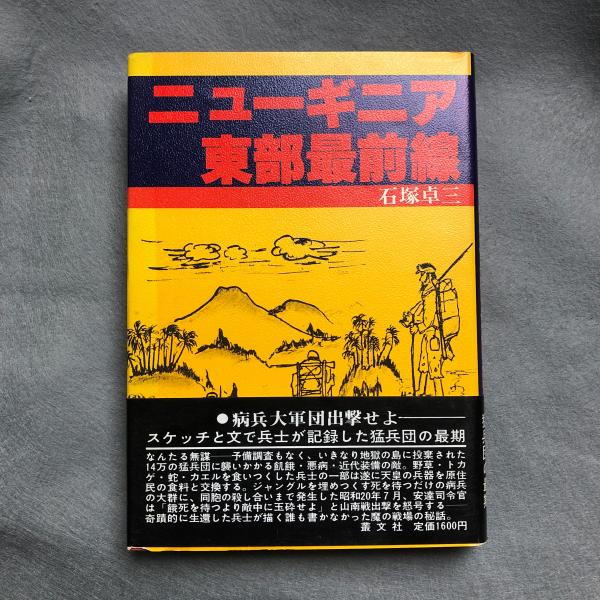 ニューギニア
東部最前線
石塚卓三
●病兵大軍団出撃せよ───
スケッチと文で兵士が記録した猛兵団の最期
なんたる無謀──予備調査もなく、いきなり地獄の島に投棄された
14万の猛兵団に襲いかかる飢餓・悪病・近代装備の敵。野草・トカ
ゲ・蛇・カエルを食いつくした兵士の一部は遂に天皇の兵器を原住
民の食料と交換する。ジャングルを埋めつくす死を待つだけの病兵
の大群に、同胞の殺し合いまで発生した昭和20年７月、安達司令官
は「餓死を待つより敵中に玉砕せよ」と山南戦出撃を怒号する──
奇蹟的に生還した兵士が描く誰も書かなかった魔の戦場の秘話。
叢文社 定価1600円